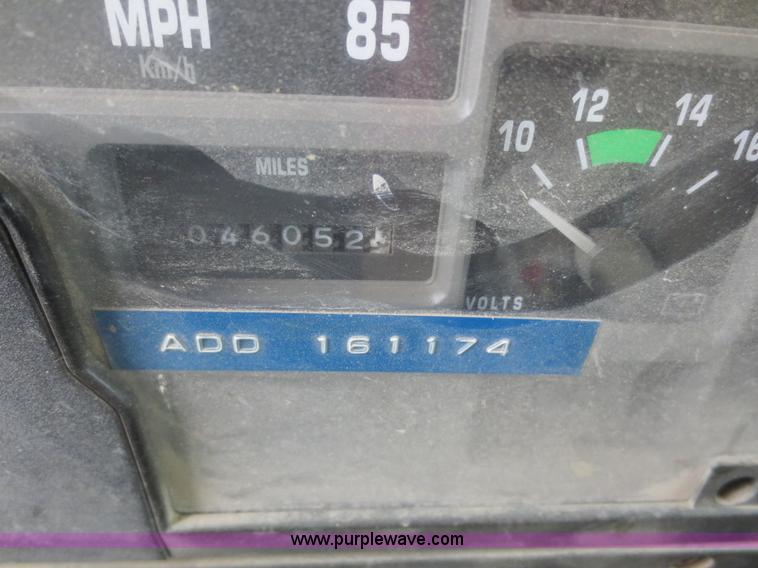 MPH 85
Km/h
10 12 14 16
MILES
046052
VOLTS
ADD 161174
www.purplewave.com